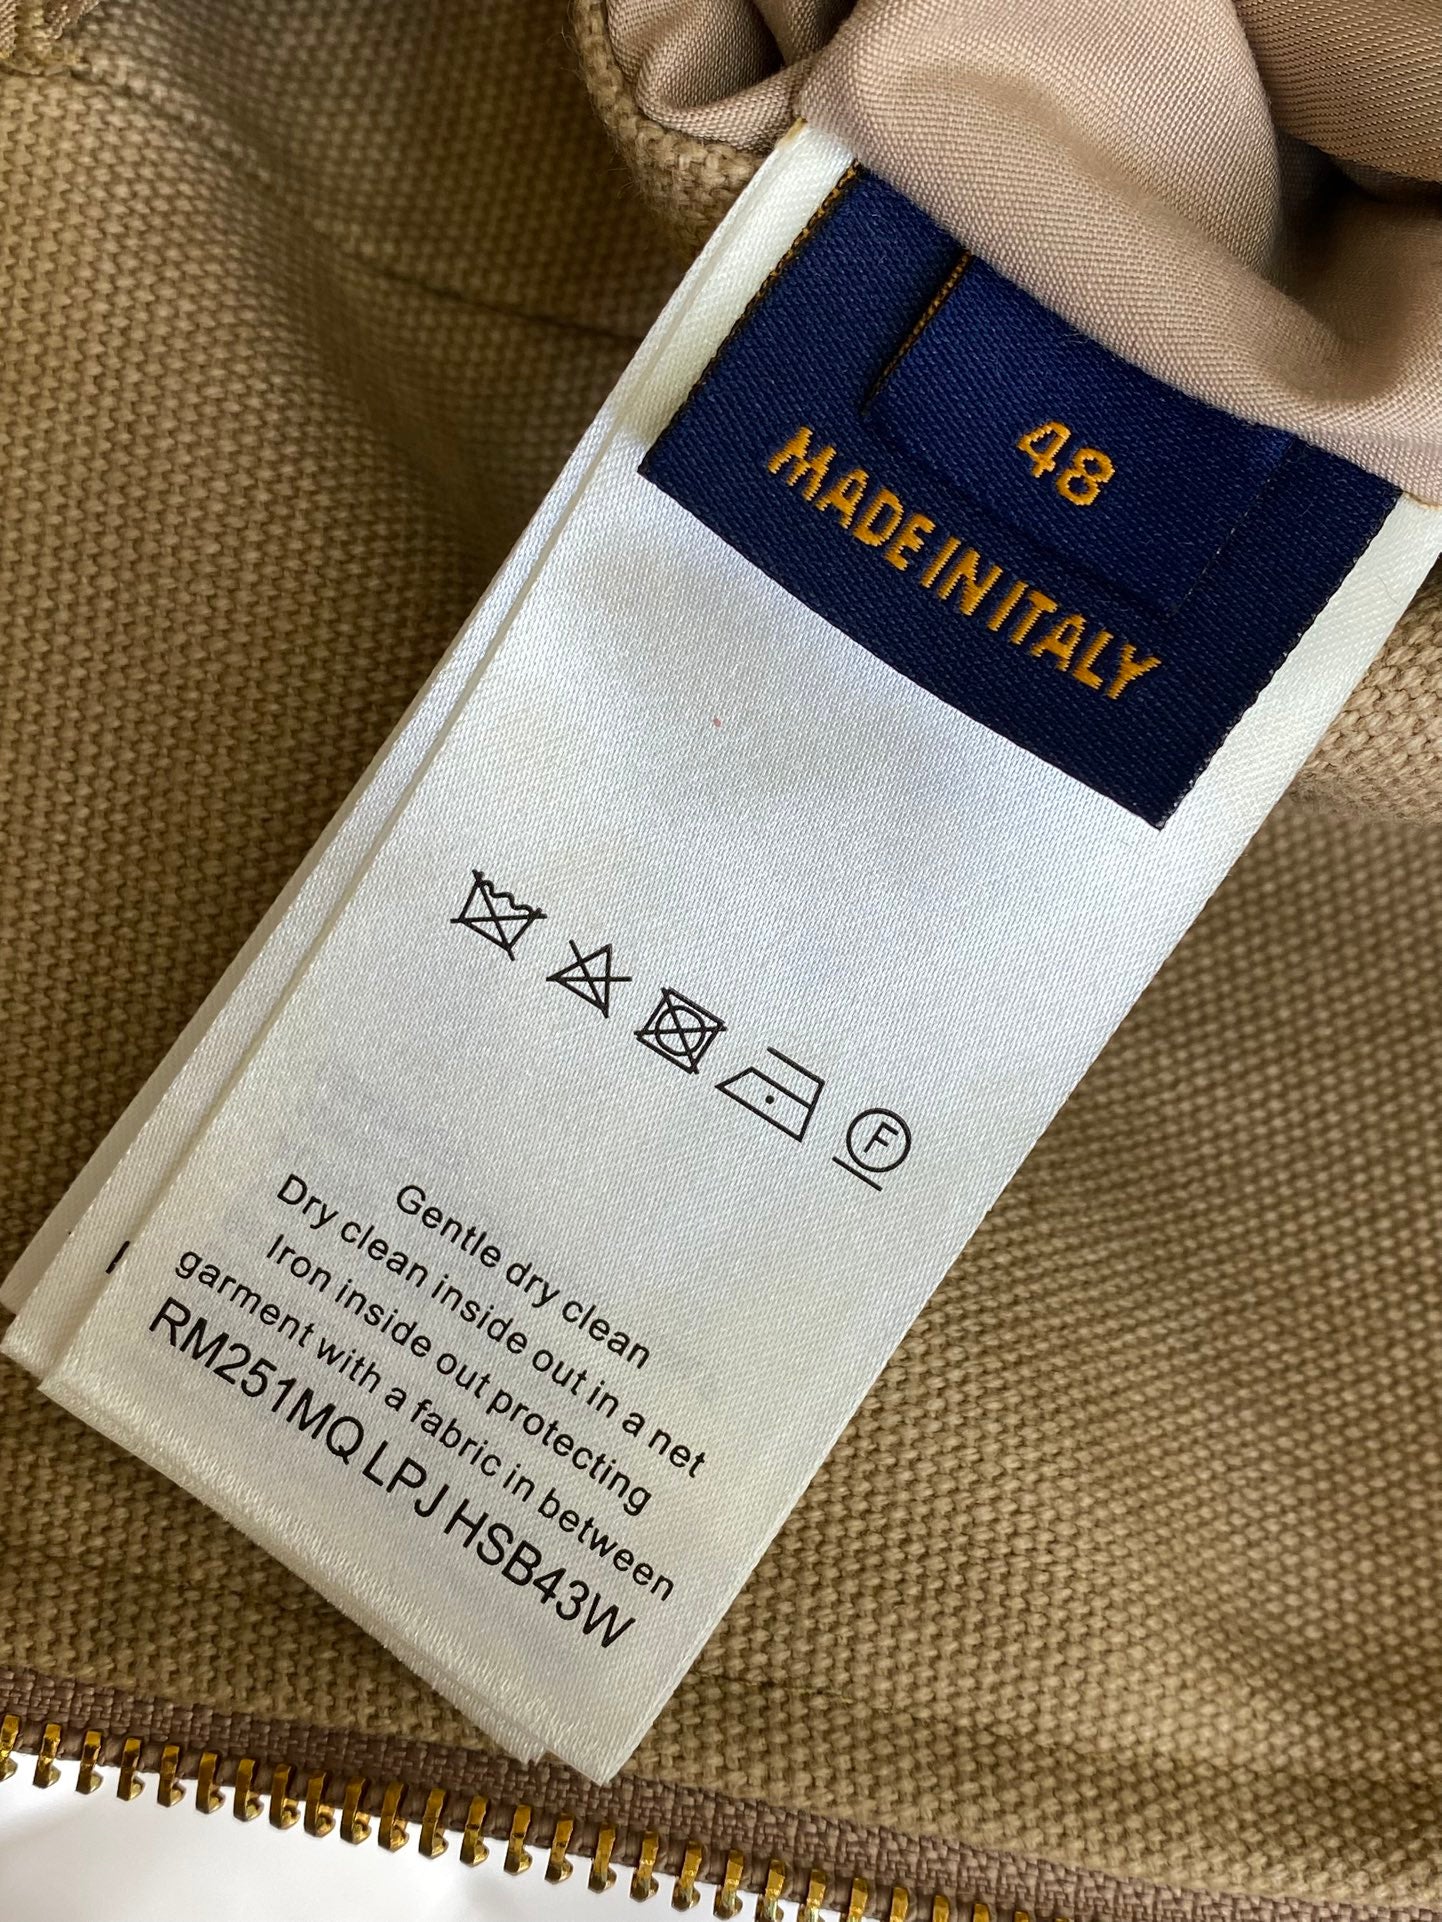 48
MADE IN ITALY
F
Gentle dry clean
Dry clean inside out in a net
Iron inside out protecting
garment with a fabric in between
RM251MQ LPJ HSB43W